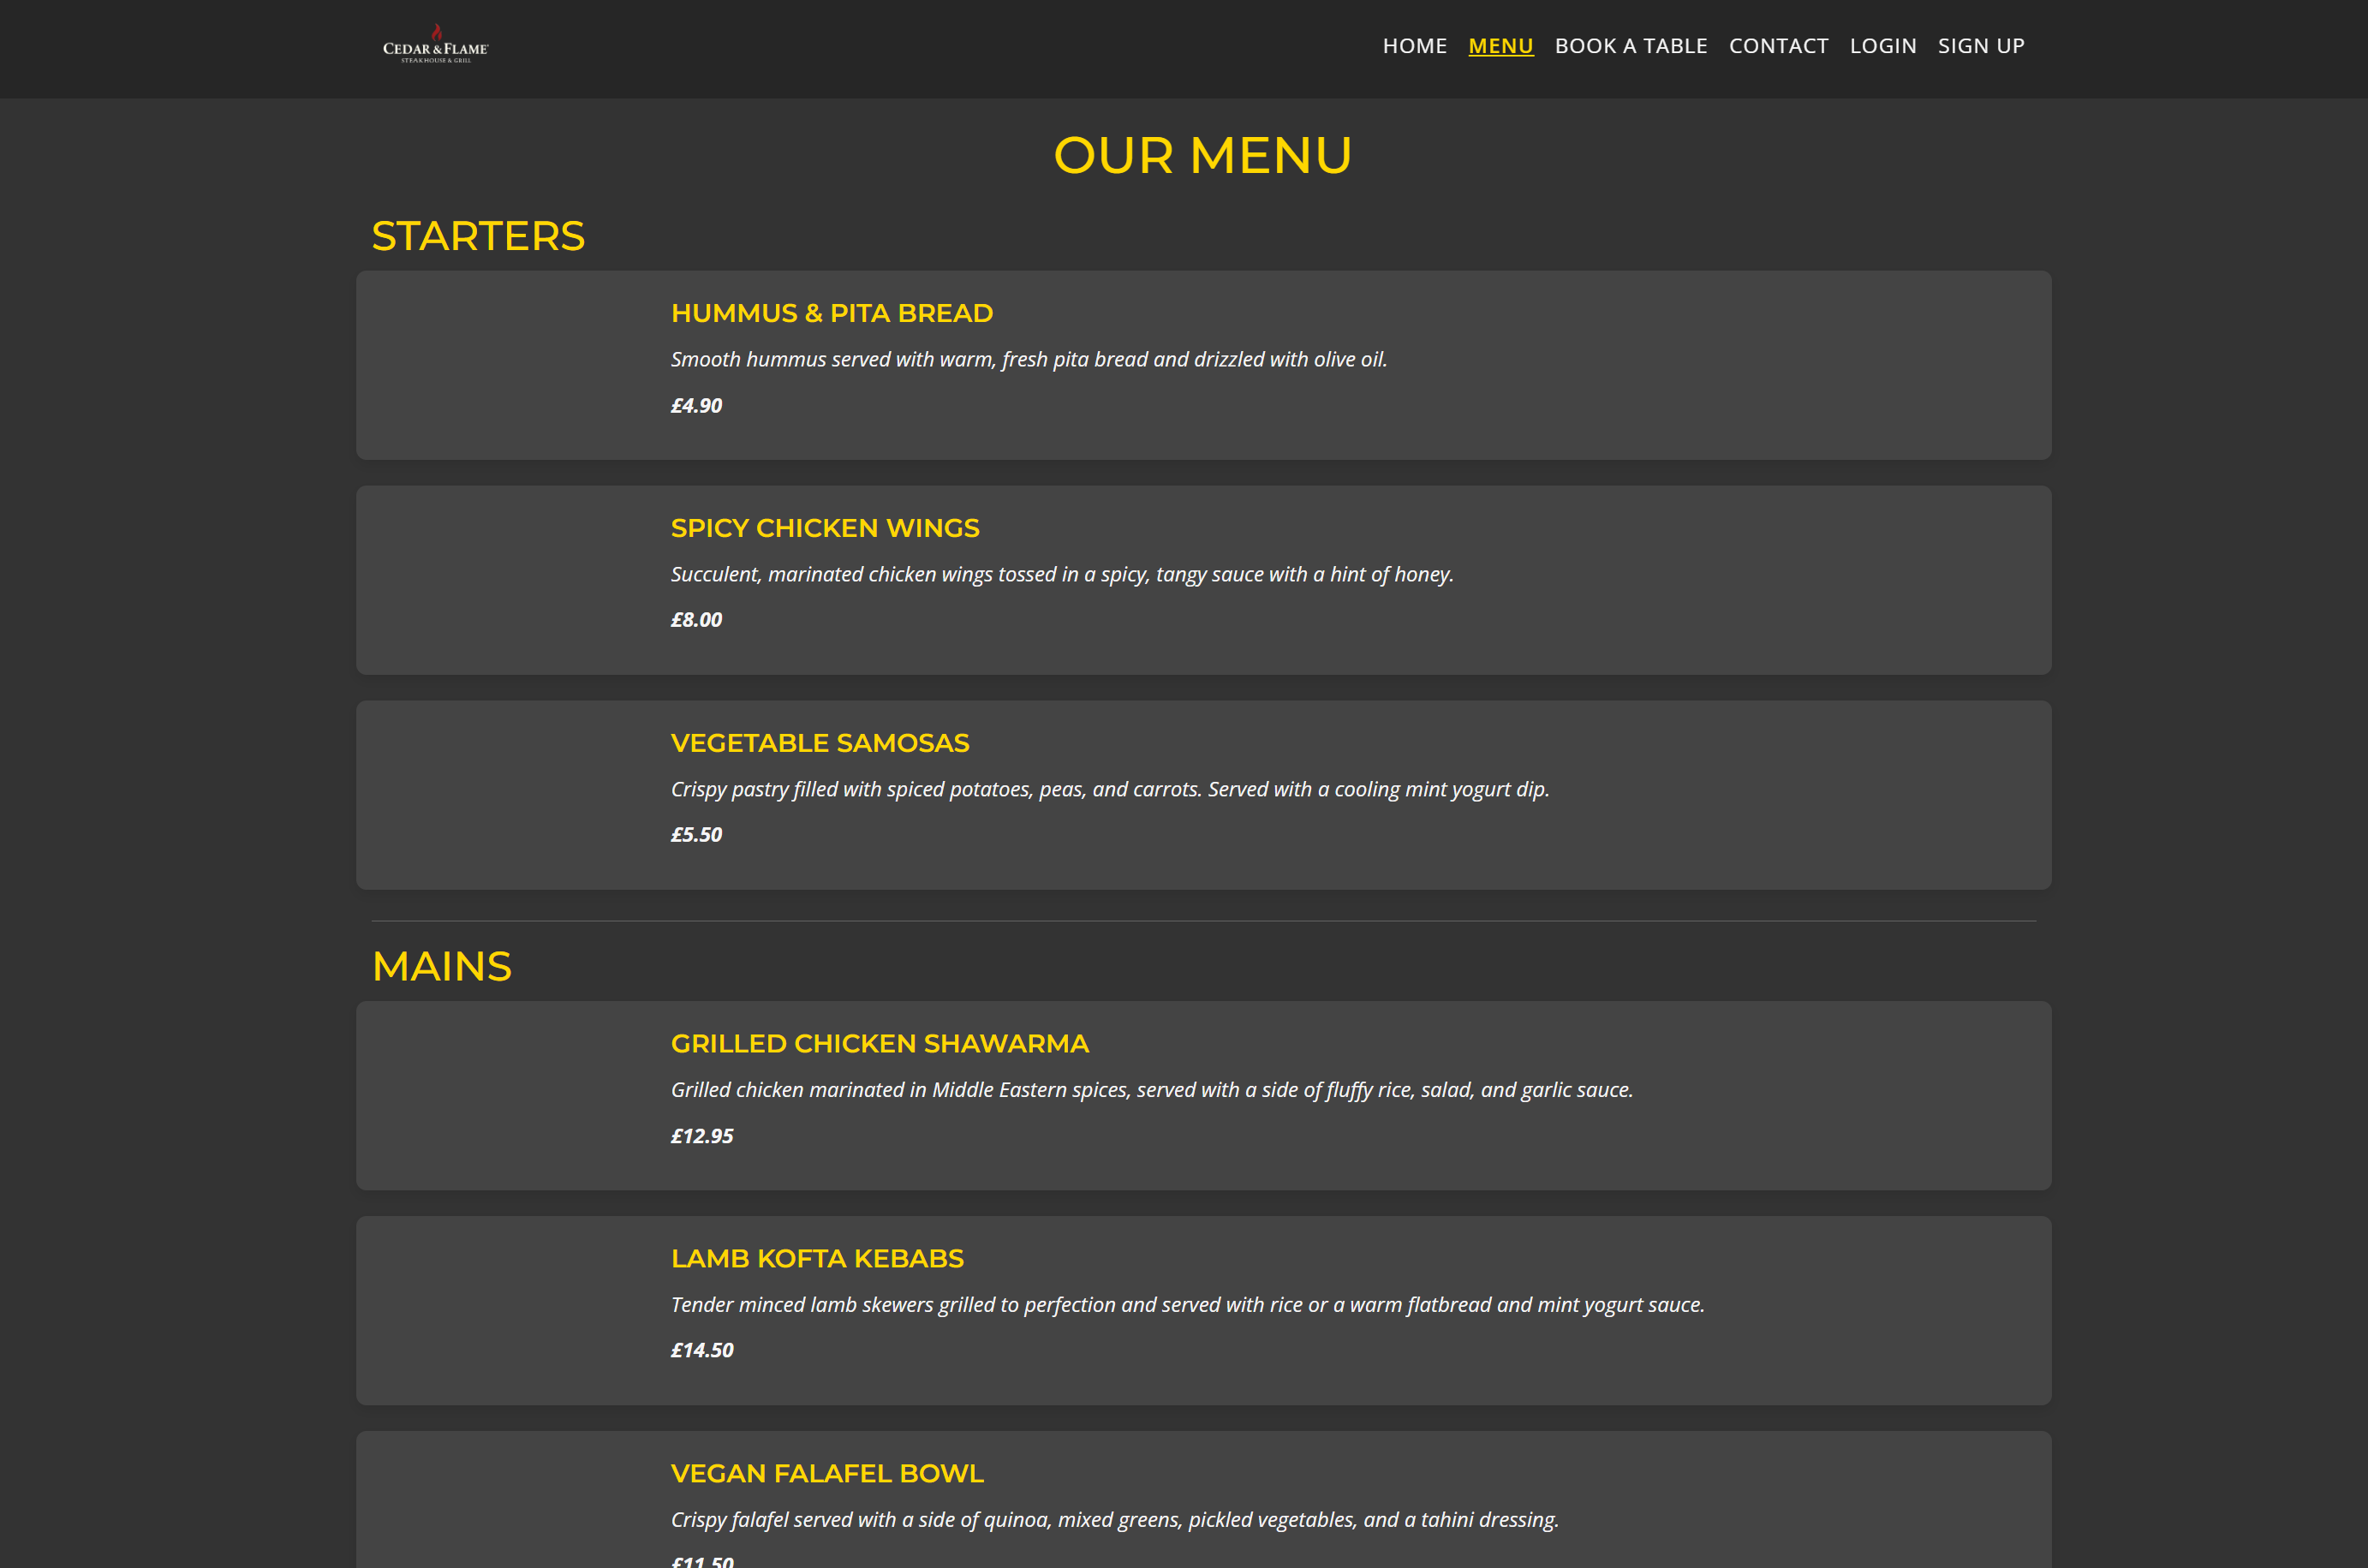 CEDAR & FLAME
STEAKHOUSE & GRILL
HOME MENU BOOK A TABLE CONTACT LOGIN SIGN UP
OUR MENU
STARTERS
HUMMUS & PITA BREAD
Smooth hummus served with warm, fresh pita bread and drizzled with olive oil.
£4.90
SPICY CHICKEN WINGS
Succulent, marinated chicken wings tossed in a spicy, tangy sauce with a hint of honey.
£8.00
VEGETABLE SAMOSAS
Crispy pastry filled with spiced potatoes, peas, and carrots. Served with a cooling mint yogurt dip.
£5.50
MAINS
GRILLED CHICKEN SHAWARMA
Grilled chicken marinated in Middle Eastern spices, served with a side of fluffy rice, salad, and garlic sauce.
£12.95
LAMB KOFTA KEBABS
Tender minced lamb skewers grilled to perfection and served with rice or a warm flatbread and mint yogurt sauce.
£14.50
VEGAN FALAFEL BOWL
Crispy falafel served with a side of quinoa, mixed greens, pickled vegetables, and a tahini dressing.
£11.50